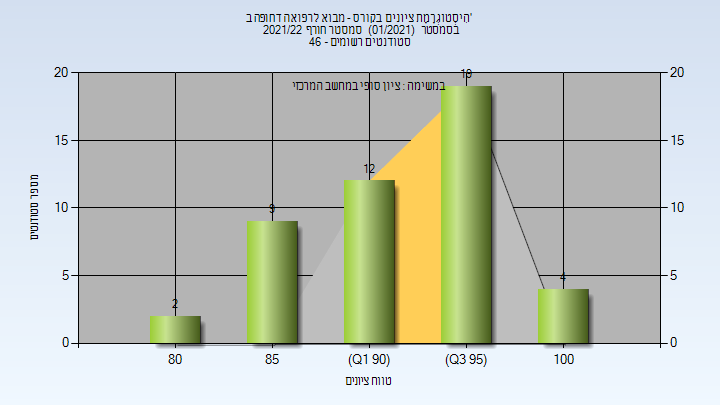 היסטוגרמת ציונים בקורס - מבוא לרפואה דחופה ב'
בסמסטר (01/2021) סמסטר חורף 2021/22
סטודנטים רשומים - 46
במשימה : ציון סופי במחשב המרכזי
מספר סטודנטים
20
15
10
5
0
20
15
10
5
0
2
9
12
19
4
80
85
(Q1 90)
(Q3 95)
100
טווח ציונים